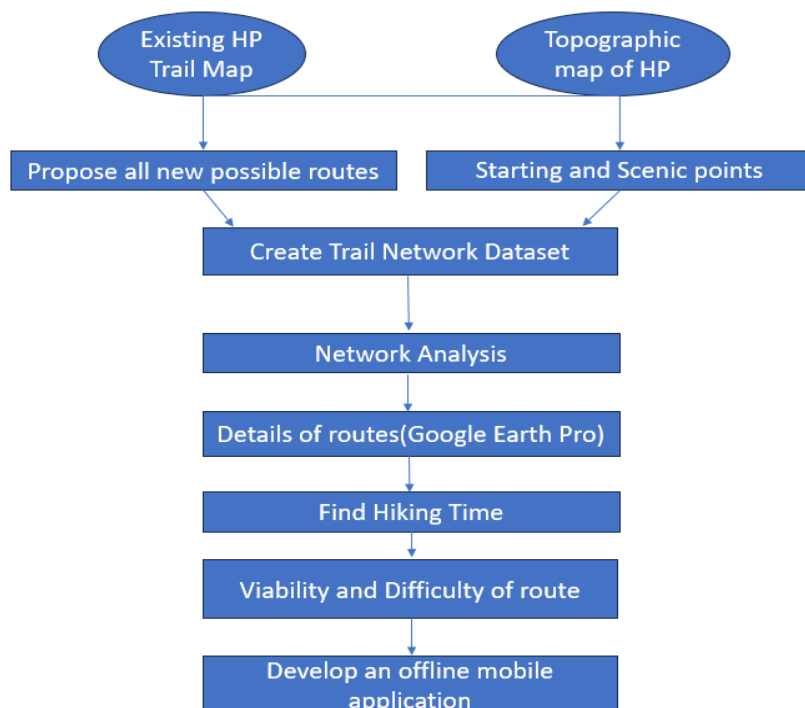 Existing HP
Trail Map
Topographic
map of HP
Propose all new possible routes
Starting and Scenic points
Create Trail Network Dataset
Network Analysis
Details of routes(Google Earth Pro)
Find Hiking Time
Viability and Difficulty of route
Develop an offline mobile
application